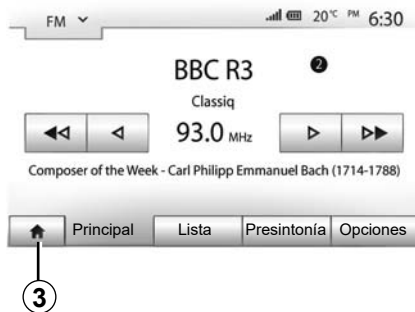 FM 20°C PM 6:30
BBC R3 2
Classiq
93.0 MHz
Composer of the Week - Carl Philipp Emmanuel Bach (1714-1788)
Principal Lista Presintonía Opciones
3